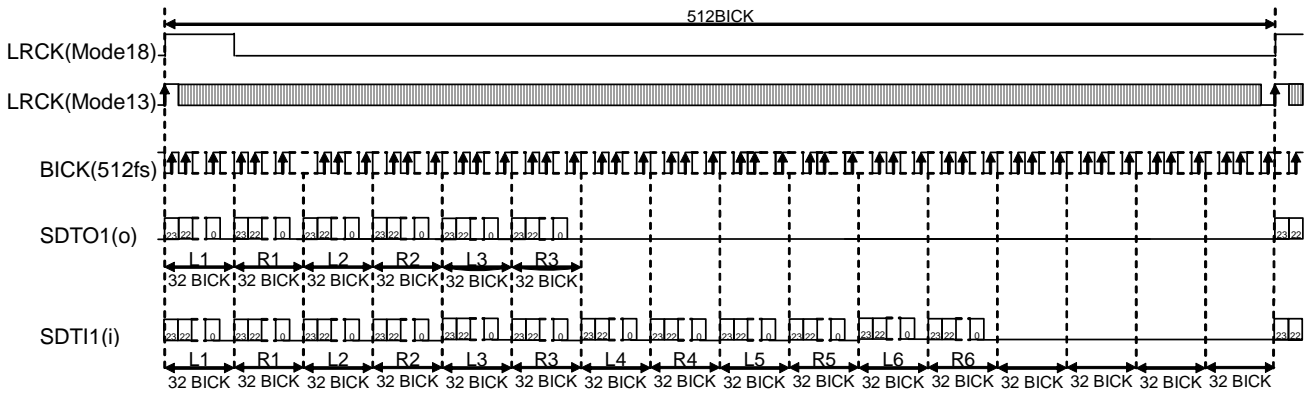 512BICK
LRCK(Mode18)
LRCK(Mode13)
BICK(512fs)
SDTO1(o)
23 22 0 23 22 0 23 22 0 23 22 0 23 22 0 23 22 0 23 22
L1 R1 L2 R2 L3 R3
32 BICK 32 BICK 32 BICK 32 BICK 32 BICK 32 BICK
SDTI1(i)
23 22 0 23 22 0 23 22 0 23 22 0 23 22 0 23 22 0 23 22 0 23 22 0 23 22 0 23 22 0 23 22 0 23 22 0 23 22
L1 R1 L2 R2 L3 R3 L4 R4 L5 R5 L6 R6
32 BICK 32 BICK 32 BICK 32 BICK 32 BICK 32 BICK 32 BICK 32 BICK 32 BICK 32 BICK 32 BICK 32 BICK 32 BICK 32 BICK 32 BICK 32 BICK